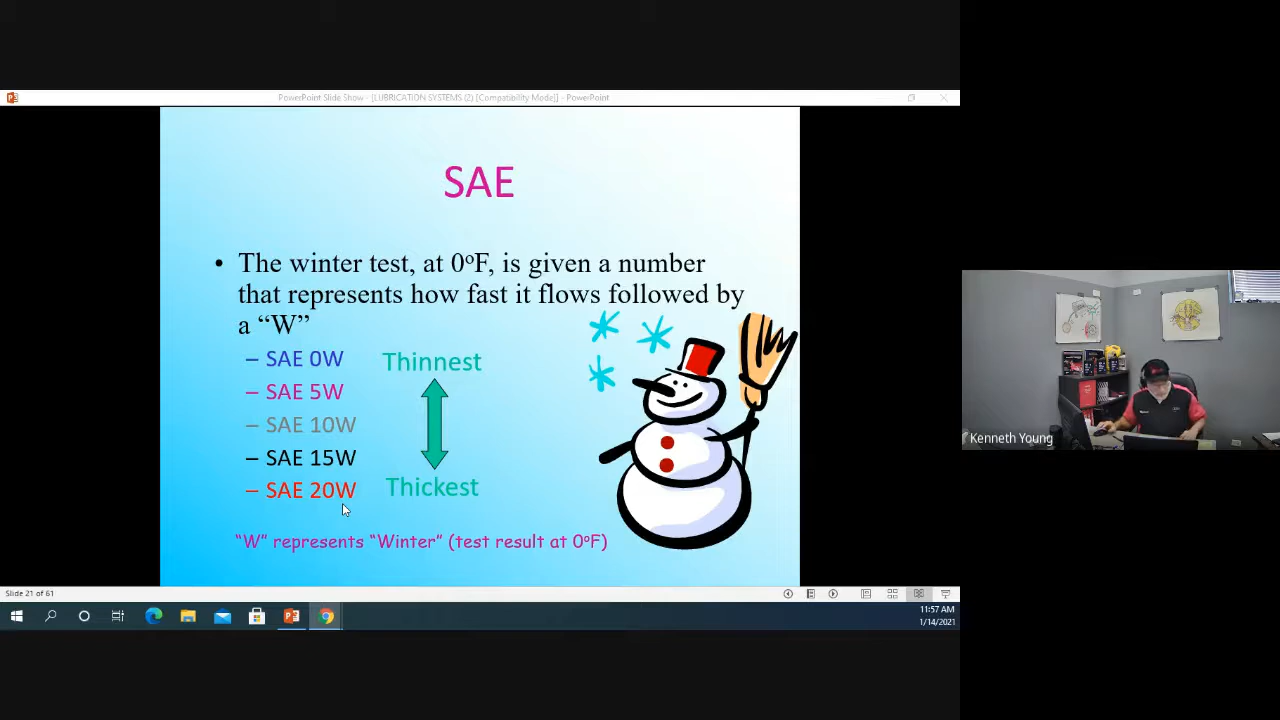 PowerPoint Slide Show - [LUBRICATION SYSTEMS (2) [Compatibility Mode]] - PowerPoint
SAE
• The winter test, at 0ºF, is given a number
that represents how fast it flows followed by
a “W”
– SAE 0W
Thinnest
– SAE 5W
– SAE 10W
– SAE 15W
– SAE 20W
Thickest
“W” represents “Winter” (test result at 0ºF)
Kenneth Young
Slide 21 of 61
11:57 AM
1/14/2021